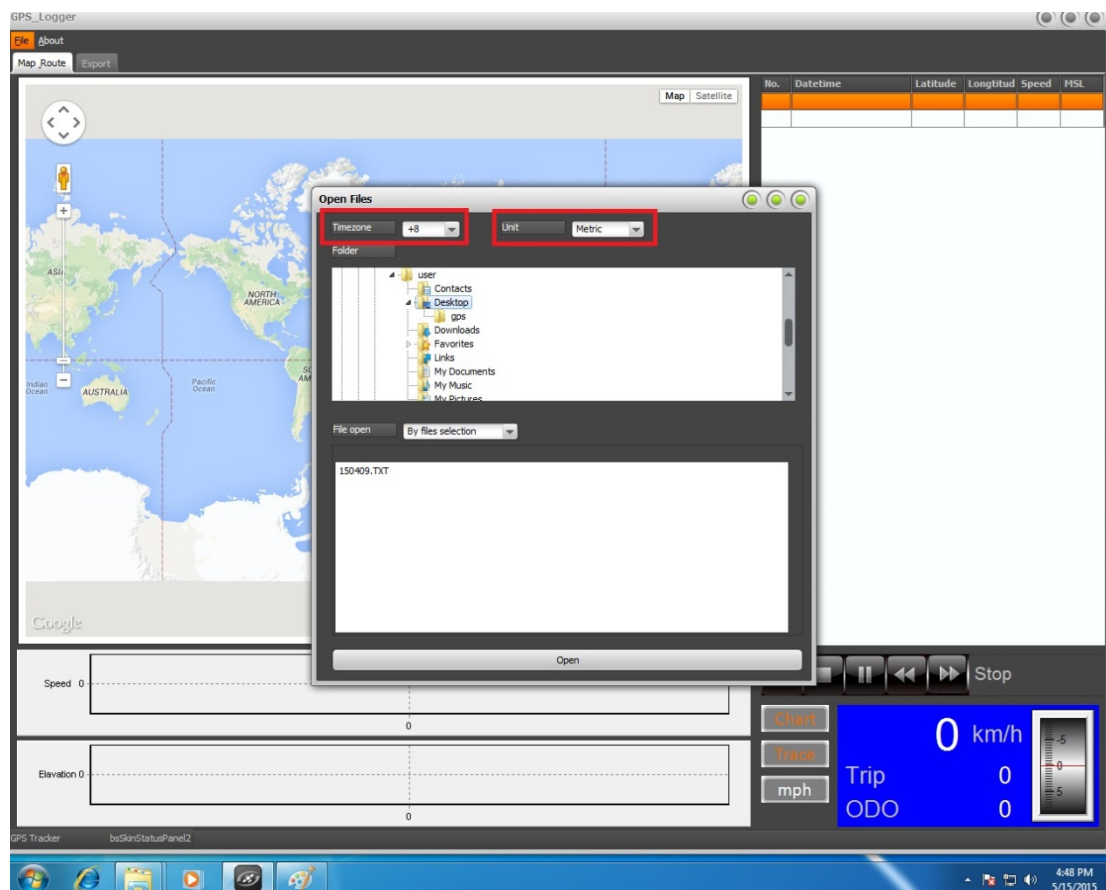 GPS_Logger
File About
Map_Route Export
Map Satellite
No. Datetime Latitude Longtitud Speed MSL
Open Files
Timezone +8 Unit Metric
Folder
user
Contacts
Desktop
gps
Downloads
Favorites
Links
My Documents
My Music
My Pictures
File open By files selection
150409.TXT
Open
NORTH
AMERICA
Pacific
Ocean
Indian
Ocean
AUSTRALIA
Google
Speed 0
0
Elavation 0
0
Stop
Chart
Trace
mph
0 km/h
Trip 0
ODO 0
-5
0
5
GPS Tracker bsSkinStatusPanel2
4:48 PM
5/15/2015